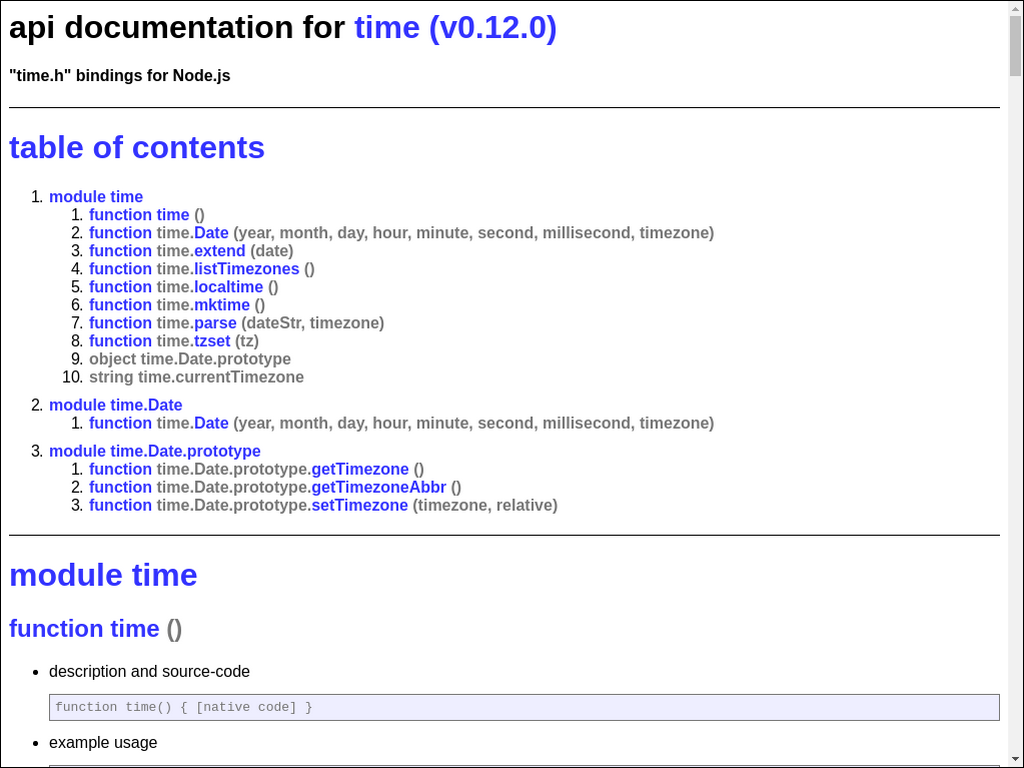 api documentation for time (v0.12.0)
"time.h" bindings for Node.js
table of contents
1. module time
1. function time ()
2. function time.Date (year, month, day, hour, minute, second, millisecond, timezone)
3. function time.extend (date)
4. function time.listTimezones ()
5. function time.localtime ()
6. function time.mktime ()
7. function time.parse (dateStr, timezone)
8. function time.tzset (tz)
9. object time.Date.prototype
10. string time.currentTimezone
2. module time.Date
1. function time.Date (year, month, day, hour, minute, second, millisecond, timezone)
3. module time.Date.prototype
1. function time.Date.prototype.getTimezone ()
2. function time.Date.prototype.getTimezoneAbbr ()
3. function time.Date.prototype.setTimezone (timezone, relative)
module time
function time ()
• description and source-code
function time() { [native code] }
• example usage